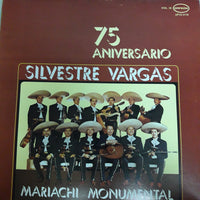 75
ANIVERSARIO
SILVESTRE VARGAS
MARIACHI MONUMENTAL